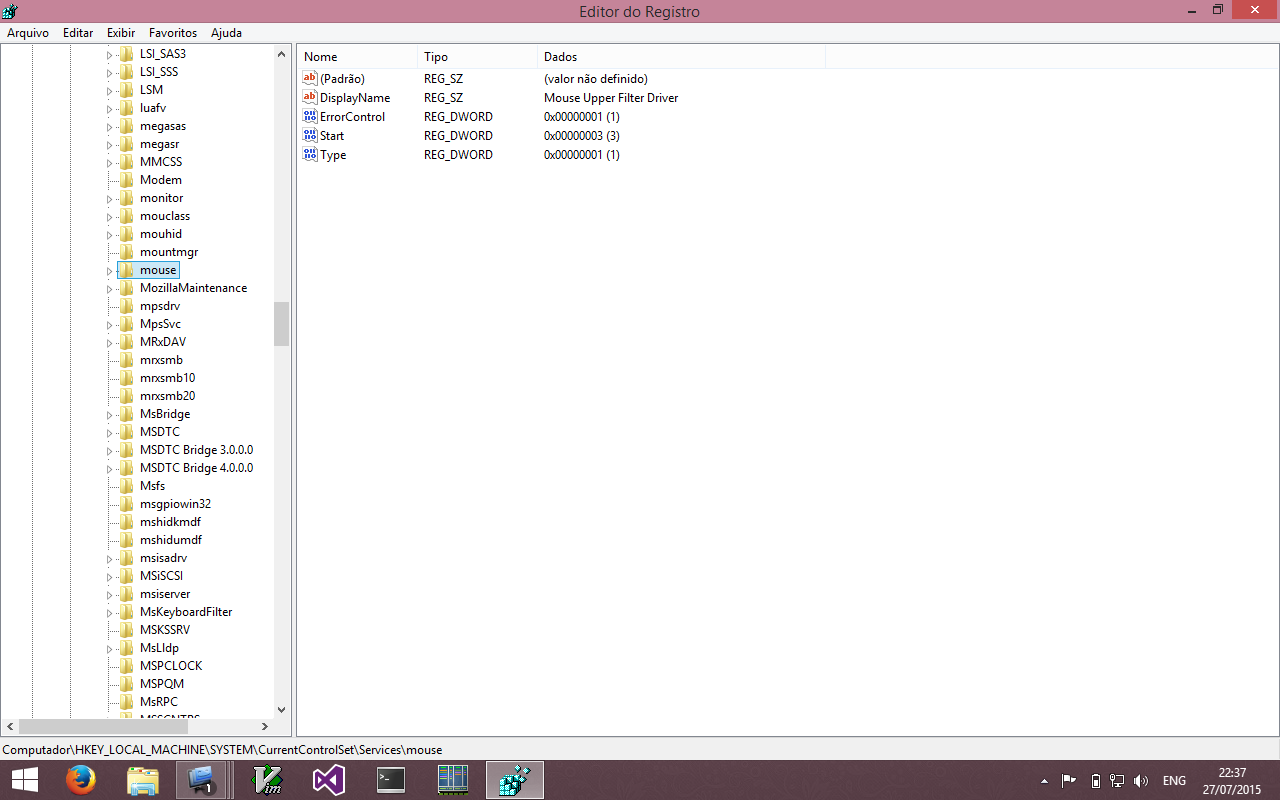 Editor do Registro
Arquivo Editar Exibir Favoritos Ajuda
LSI_SAS3
LSI_SSS
LSM
luafv
megasas
megasr
MMCSS
Modem
monitor
mouclass
mouhid
mountmgr
mouse
MozillaMaintenance
mpsdrv
MpsSvc
MRxDAV
mrxsmb
mrxsmb10
mrxsmb20
MsBridge
MSDTC
MSDTC Bridge 3.0.0.0
MSDTC Bridge 4.0.0.0
Msfs
msgpiowin32
mshidkmdf
mshidumdf
msisadrv
MSiSCSI
msiserver
MsKeyboardFilter
MSKSSRV
MsLldp
MSPCLOCK
MSPQM
MsRPC
Nome Tipo Dados
(Padrão) REG_SZ (valor não definido)
DisplayName REG_SZ Mouse Upper Filter Driver
ErrorControl REG_DWORD 0x00000001 (1)
Start REG_DWORD 0x00000003 (3)
Type REG_DWORD 0x00000001 (1)
Computador\HKEY_LOCAL_MACHINE\SYSTEM\CurrentControlSet\Services\mouse
1
Vim
ENG
22:37
27/07/2015